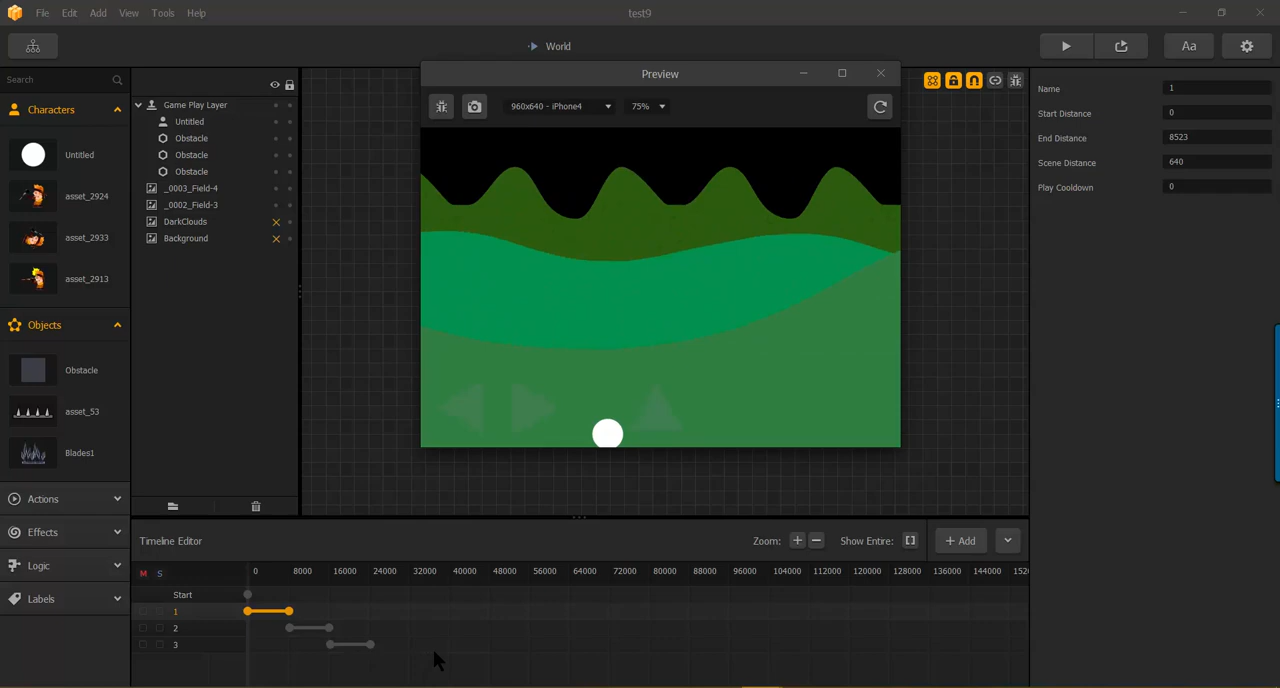 File Edit Add View Tools Help
test9
World
Aa
Search
Characters
Untitled
asset_2924
asset_2933
asset_2913
Objects
Obstacle
asset_53
Blades1
Actions
Effects
Logic
Labels
Game Play Layer
Untitled
Obstacle
Obstacle
Obstacle
_0003_Field-4
_0002_Field-3
DarkClouds
Background
Preview
960x640 - iPhone4 75%
Name 1
Start Distance 0
End Distance 8523
Scene Distance 640
Play Cooldown 0
Timeline Editor Zoom: Show Entire: + Add
M S 0 8000 16000 24000 32000 40000 48000 56000 64000 72000 80000 88000 96000 104000 112000 120000 128000 136000 144000 152
Start
1
2
3